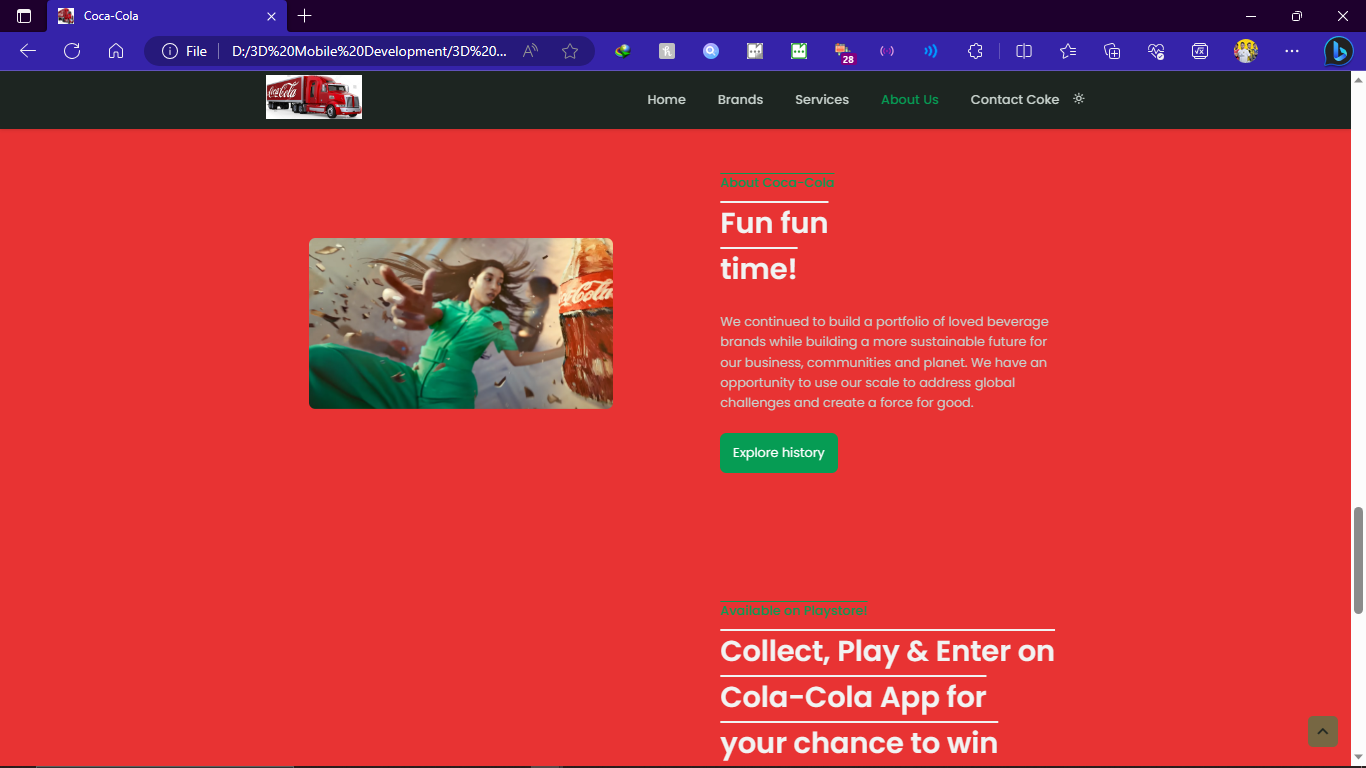 Coca-Cola
File
D:/3D%20Mobile%20Development/3D%20...
28
Coca-Cola
Home
Brands
Services
About Us
Contact Coke
About Coca-Cola
Fun fun
time!
We continued to build a portfolio of loved beverage
brands while building a more sustainable future for
our business, communities and planet. We have an
opportunity to use our scale to address global
challenges and create a force for good.
Explore history
Available on Playstore!
Collect, Play & Enter on
Cola-Cola App for
your chance to win